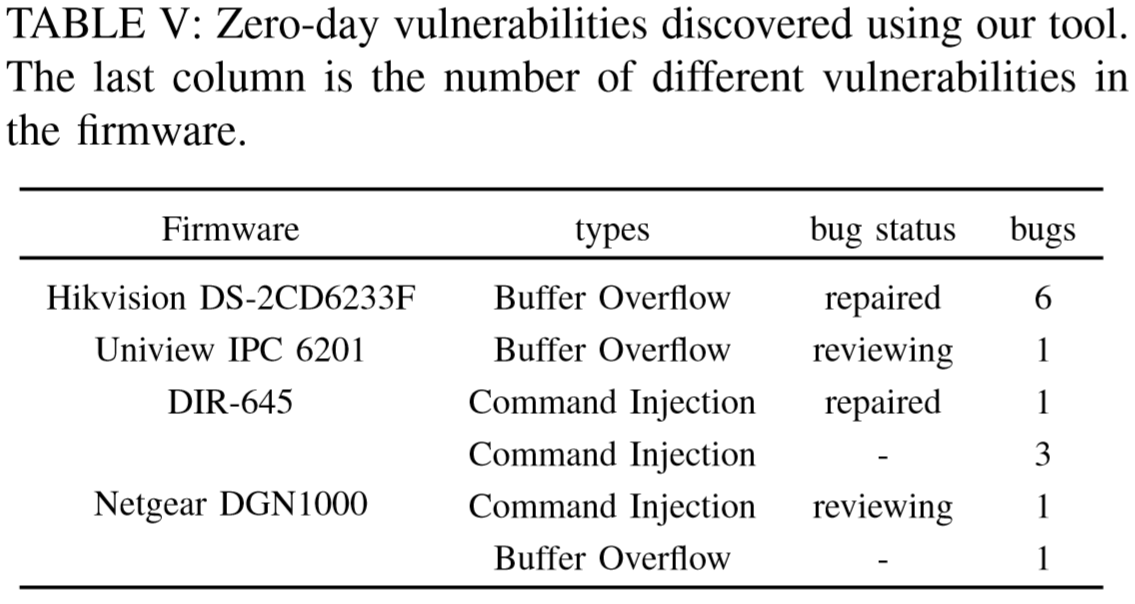 TABLE V: Zero-day vulnerabilities discovered using our tool.
The last column is the number of different vulnerabilities in
the firmware.
Firmware types bug status bugs
Hikvision DS-2CD6233F Buffer Overflow repaired 6
Uniview IPC 6201 Buffer Overflow reviewing 1
DIR-645 Command Injection repaired 1
Command Injection - 3
Netgear DGN1000 Command Injection reviewing 1
Buffer Overflow - 1